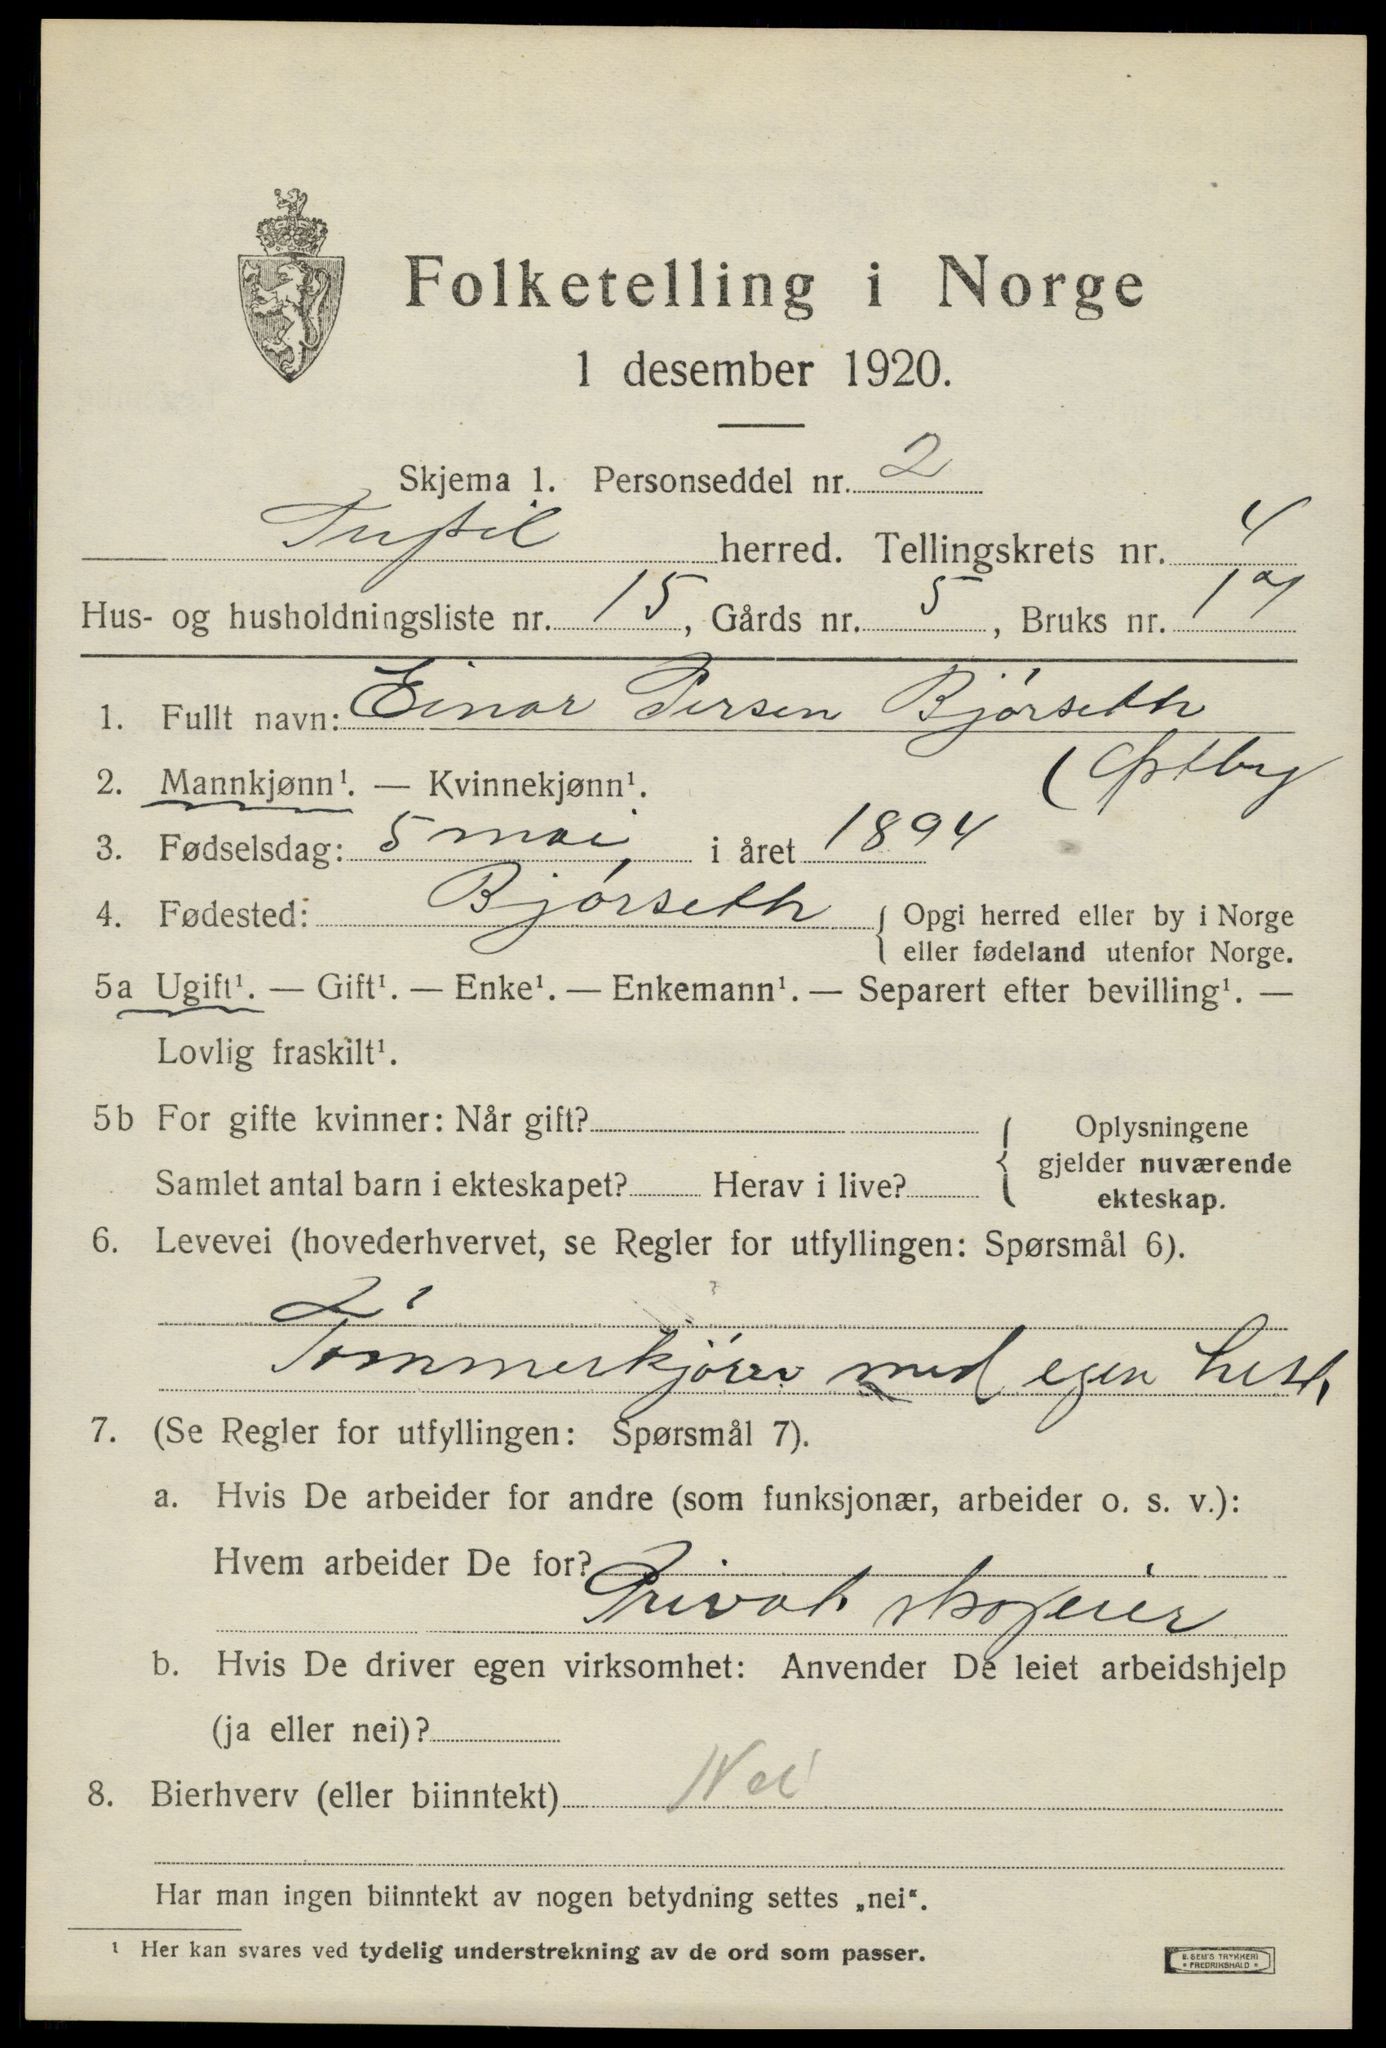 Folketelling i Norge
1 desember 1920.
Skjema 1. Personseddel nr. 2
Trysil herred. Tellingskrets nr. 4
Hus- og husholdningsliste nr. 15, Gårds nr. 5, Bruks nr.
1. Fullt navn: Einar Persen Bjørseth
(Østby
2. Mannkjønn¹. — Kvinnekjønn¹.
3. Fødselsdag: 5 mai, i året 1894
4. Fødested: Bjørseth { Opgi herred eller by i Norge
eller fødeland utenfor Norge.
5a Ugift¹. — Gift¹. — Enke¹. — Enkemann¹. — Separert efter bevilling¹. —
Lovlig fraskilt¹.
5b For gifte kvinner: Når gift?
Samlet antal barn i ekteskapet? Herav i live?
{ Oplysningene
gjelder nuværende
ekteskap.
6. Levevei (hovederhvervet, se Regler for utfyllingen: Spørsmål 6).
Tømmerkjører med egen hest,
7. (Se Regler for utfyllingen: Spørsmål 7).
a. Hvis De arbeider for andre (som funksjonær, arbeider o. s. v.):
Hvem arbeider De for?
Privat skogeier
b. Hvis De driver egen virksomhet: Anvender De leiet arbeidshjelp
(ja eller nei)?
8. Bierhverv (eller biinntekt) Nei
Har man ingen biinntekt av nogen betydning settes „nei“.
¹ Her kan svares ved tydelig understrekning av de ord som passer.
E. SEM'S TRYKKERI
FREDRIKSHALD